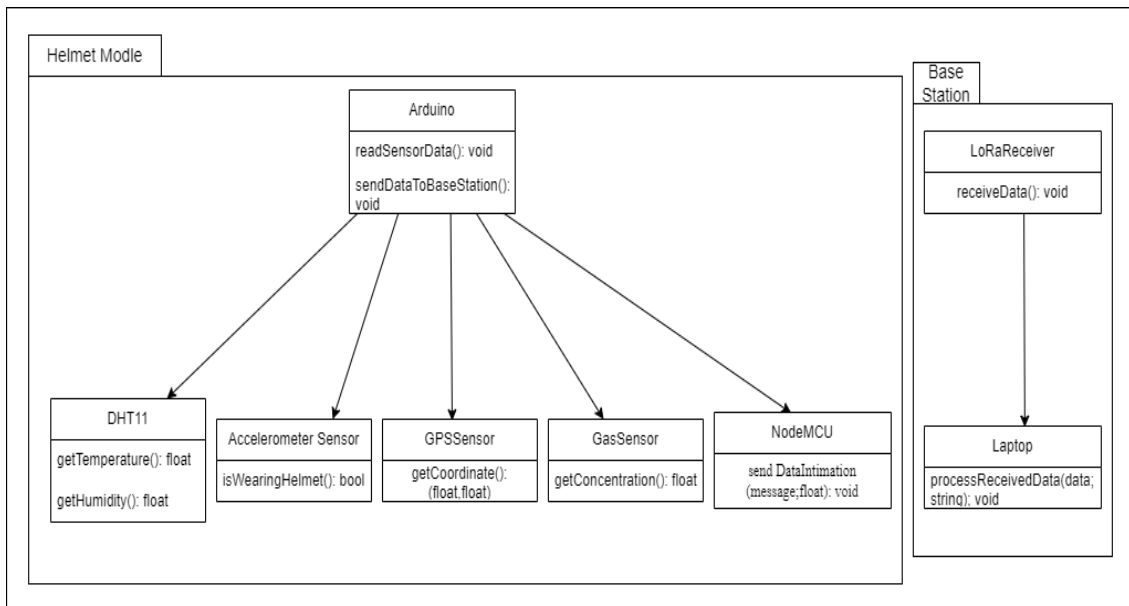 Helmet Modle
Arduino
readSensorData(): void
sendDataToBaseStation():
void
DHT11
getTemperature(): float
getHumidity(): float
Accelerometer Sensor
isWearingHelmet(): bool
GPSSensor
getCoordinate():
(float,float)
GasSensor
getConcentration(): float
NodeMCU
send DataIntimation
(message;float): void
Base
Station
LoRaReceiver
receiveData(): void
Laptop
processReceivedData(data;
string); void